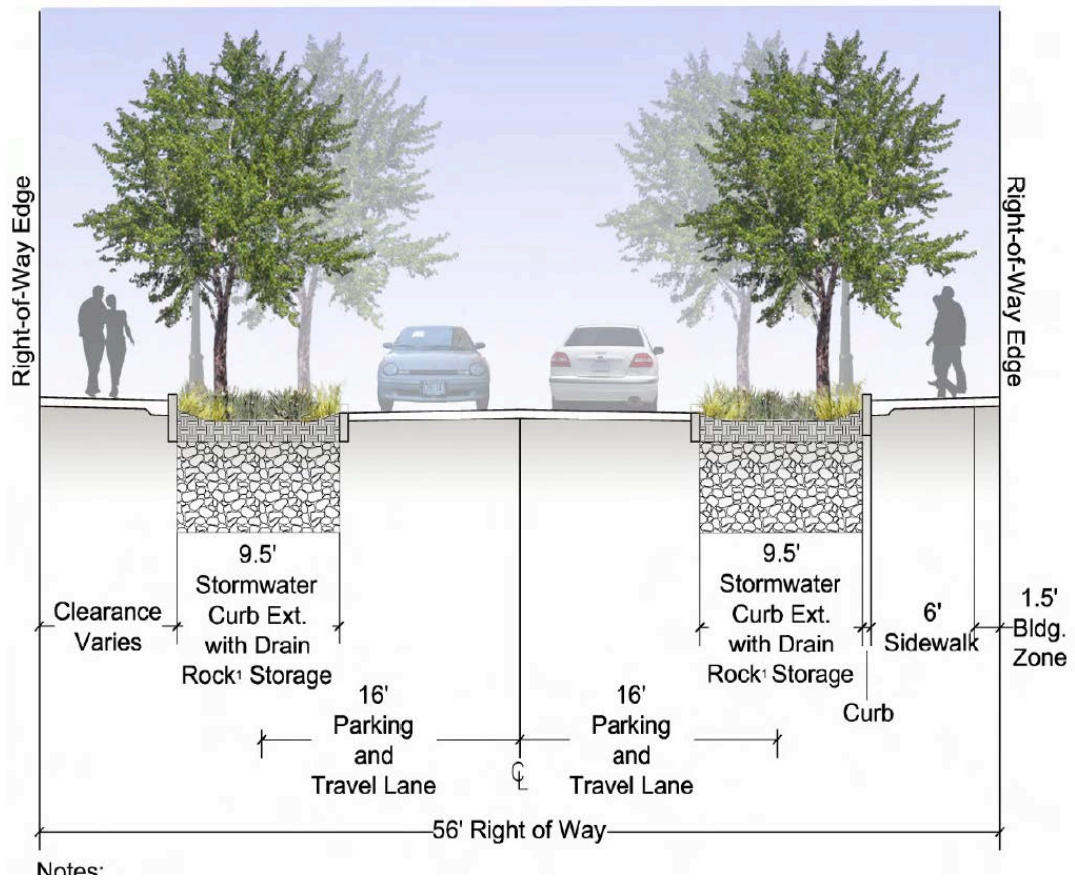 Right-of-Way Edge
Right-of-Way Edge
Clearance
Varies
9.5'
Stormwater
Curb Ext.
with Drain
Rock¹ Storage
9.5'
Stormwater
Curb Ext.
with Drain
Rock¹ Storage
6'
Sidewalk
1.5'
Bldg.
Zone
Curb
16'
Parking
and
Travel Lane
℄
16'
Parking
and
Travel Lane
56' Right of Way
Notes: